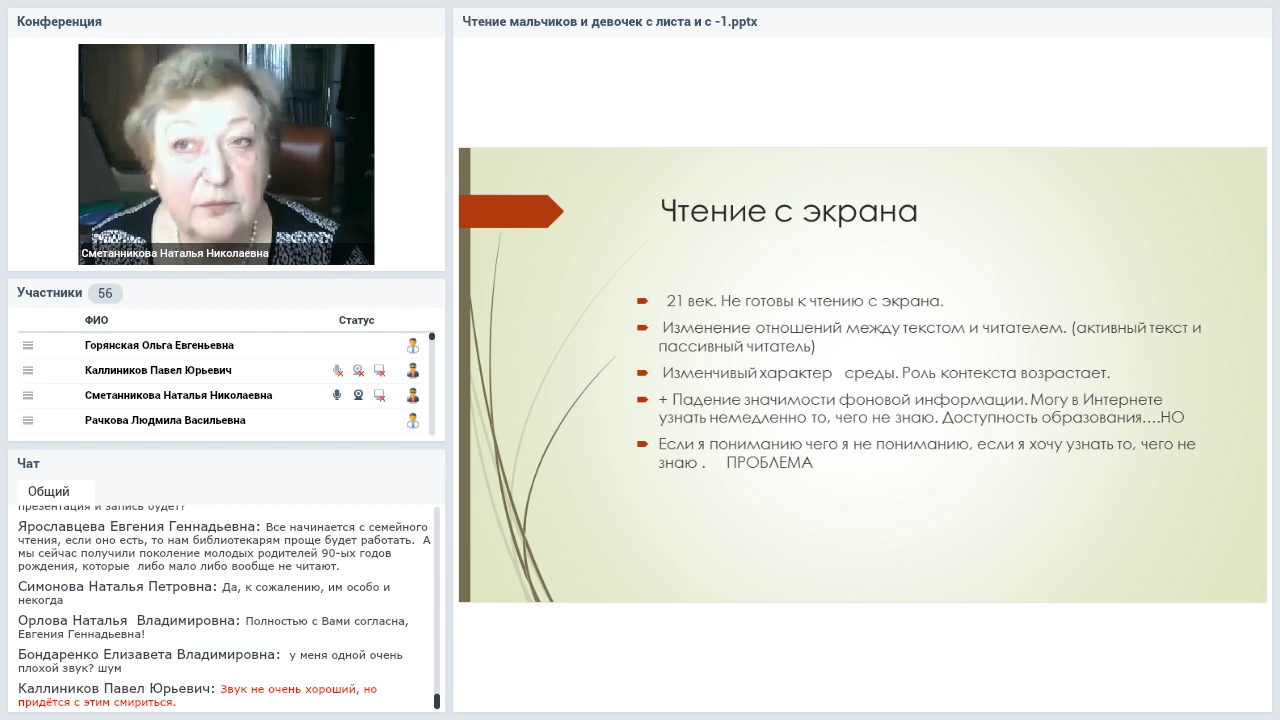 Конференция
Сметанникова Наталья Николаевна
Участники 56
ФИО Статус
Горянская Ольга Евгеньевна
Каллиников Павел Юрьевич
Сметанникова Наталья Николаевна
Рачкова Людмила Васильевна
Чат
Общий
презентация и запись будет?
Ярославцева Евгения Геннадьевна: Все начинается с семейного
чтения, если оно есть, то нам библиотекарям проще будет работать. А
мы сейчас получили поколение молодых родителей 90-ых годов
рождения, которые либо мало либо вообще не читают.
Симонова Наталья Петровна: Да, к сожалению, им особо и
некогда
Орлова Наталья Владимировна: Полностью с Вами согласна,
Евгения Геннадьевна!
Бондаренко Елизавета Владимировна: у меня одной очень
плохой звук? шум
Каллиников Павел Юрьевич: Звук не очень хороший, но
придётся с этим смириться.
Чтение мальчиков и девочек с листа и с -1.pptx
Чтение с экрана
21 век. Не готовы к чтению с экрана.
Изменение отношений между текстом и читателем. (активный текст и
пассивный читатель)
Изменчивый характер среды. Роль контекста возрастает.
+ Падение значимости фоновой информации. Могу в Интернете
узнать немедленно то, чего не знаю. Доступность образования….НО
Если я пониманию чего я не пониманию, если я хочу узнать то, чего не
знаю . ПРОБЛЕМА